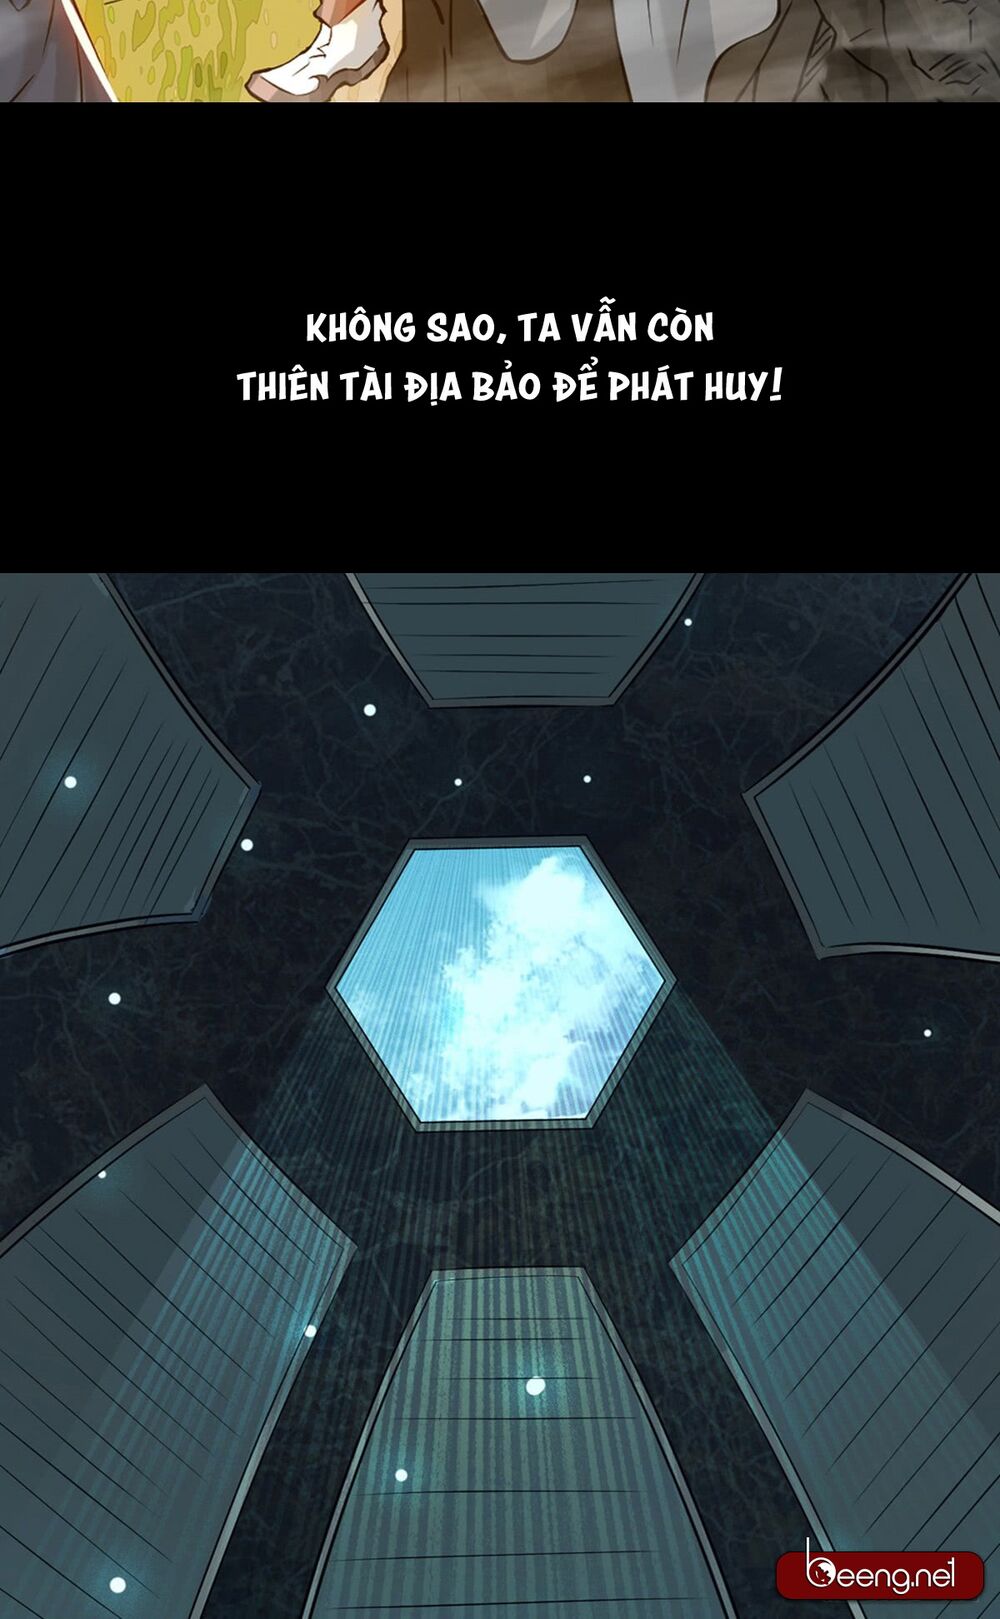 KHÔNG SAO, TA VẪN CÒN
THIÊN TÀI ĐỊA BẢO ĐỂ PHÁT HUY!
beeng.net